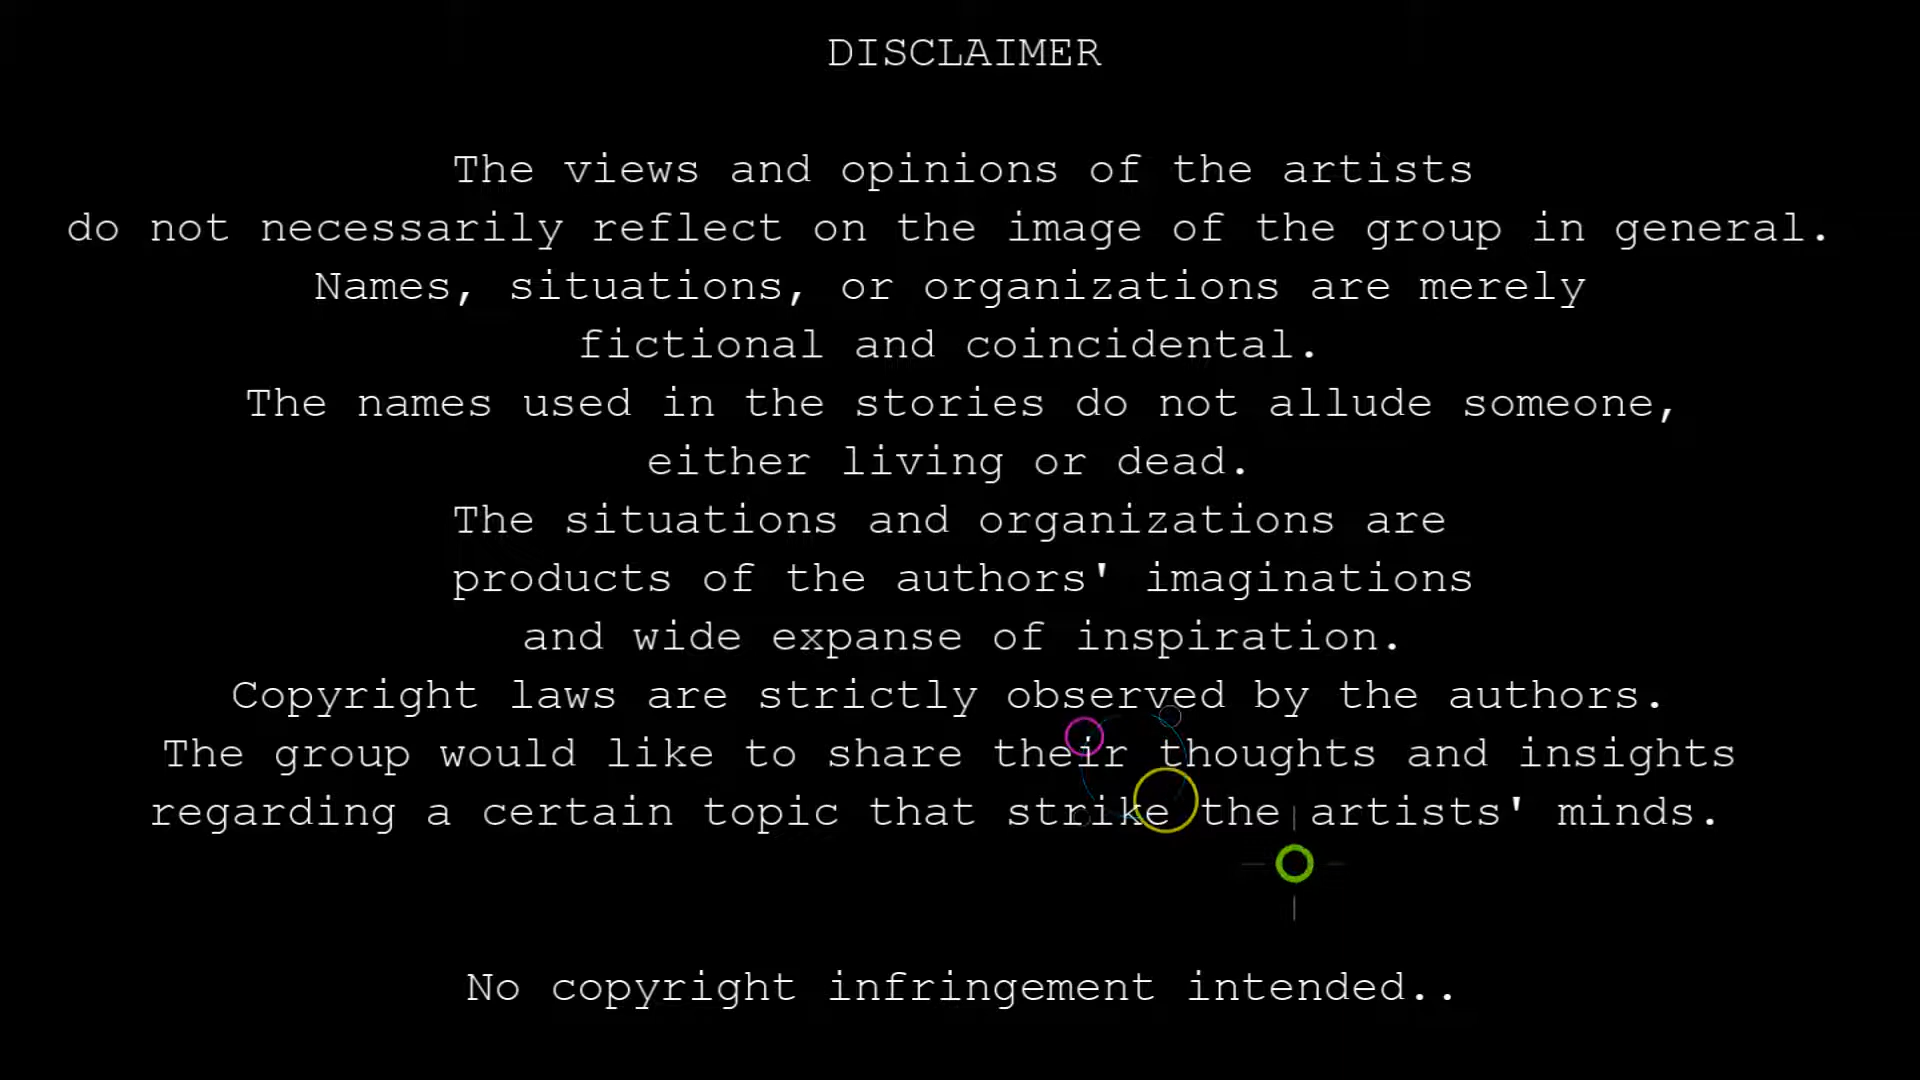 DISCLAIMER
The views and opinions of the artists
do not necessarily reflect on the image of the group in general.
Names, situations, or organizations are merely
fictional and coincidental.
The names used in the stories do not allude someone,
either living or dead.
The situations and organizations are
products of the authors' imaginations
and wide expanse of inspiration.
Copyright laws are strictly observed by the authors.
The group would like to share their thoughts and insights
regarding a certain topic that strike the artists' minds.
No copyright infringement intended..